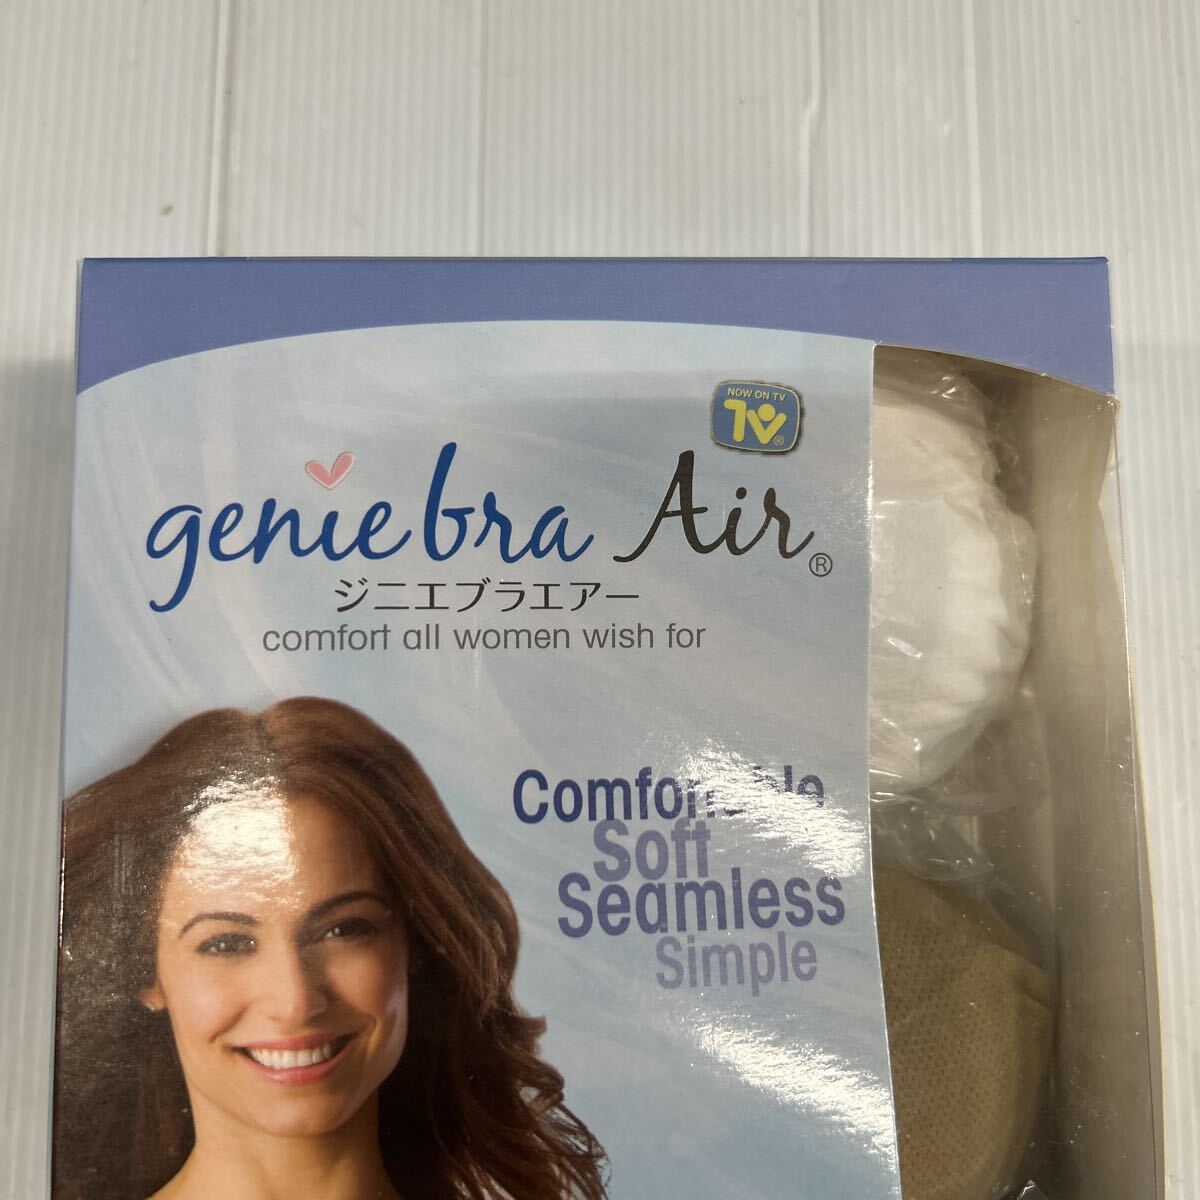 NOW ON TV
TV®
genie bra Air®
ジニエブラエアー
comfort all women wish for
Comfortable
Soft
Seamless
Simple